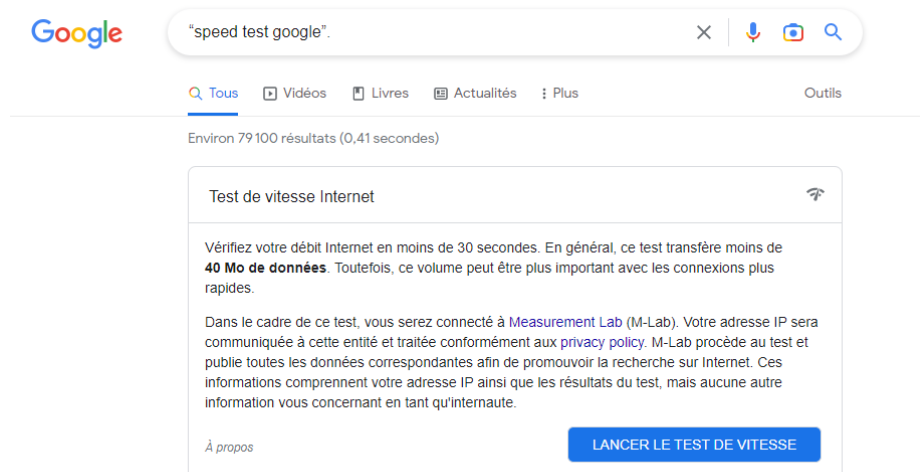 Google
“speed test google”.
Tous Vidéos Livres Actualités Plus Outils
Environ 79 100 résultats (0,41 secondes)
Test de vitesse Internet
Vérifiez votre débit Internet en moins de 30 secondes. En général, ce test transfère moins de
40 Mo de données. Toutefois, ce volume peut être plus important avec les connexions plus
rapides.
Dans le cadre de ce test, vous serez connecté à Measurement Lab (M-Lab). Votre adresse IP sera
communiquée à cette entité et traitée conformément aux privacy policy. M-Lab procède au test et
publie toutes les données correspondantes afin de promouvoir la recherche sur Internet. Ces
informations comprennent votre adresse IP ainsi que les résultats du test, mais aucune autre
information vous concernant en tant qu'internaute.
À propos
LANCER LE TEST DE VITESSE